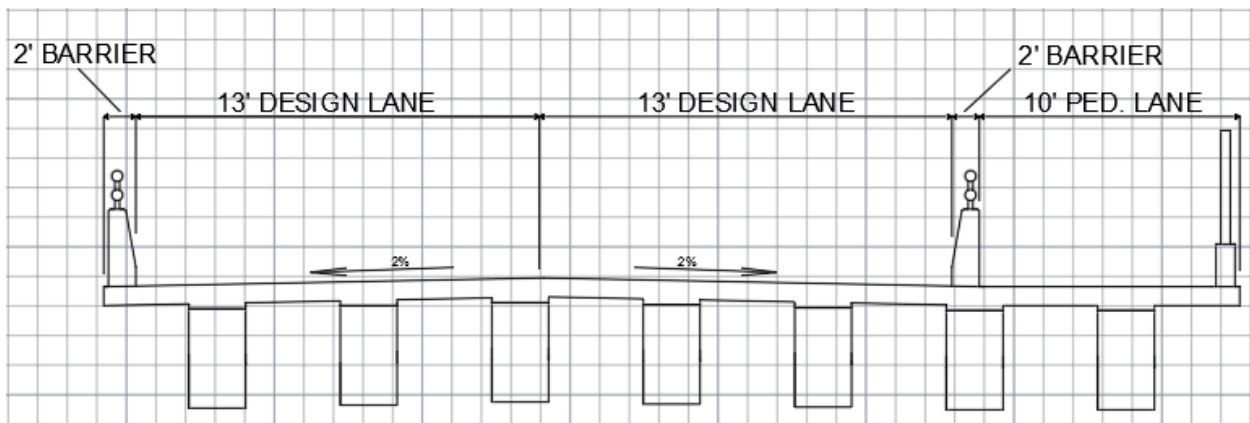 2' BARRIER
2' BARRIER
13' DESIGN LANE
13' DESIGN LANE
10' PED. LANE
2%
2%